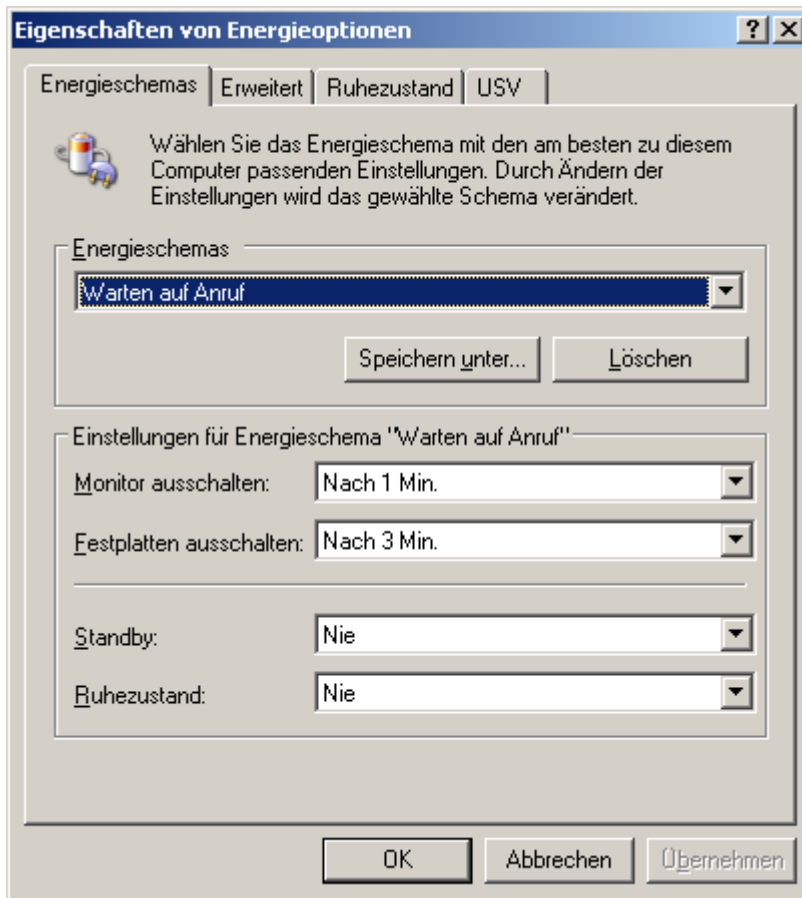 Eigenschaften von Energieoptionen
Energieschemas Erweitert Ruhezustand USV
Wählen Sie das Energieschema mit den am besten zu diesem
Computer passenden Einstellungen. Durch Ändern der
Einstellungen wird das gewählte Schema verändert.
Energieschemas
Warten auf Anruf
Speichern unter... Löschen
Einstellungen für Energieschema "Warten auf Anruf"
Monitor ausschalten: Nach 1 Min.
Festplatten ausschalten: Nach 3 Min.
Standby: Nie
Ruhezustand: Nie
OK Abbrechen Übernehmen